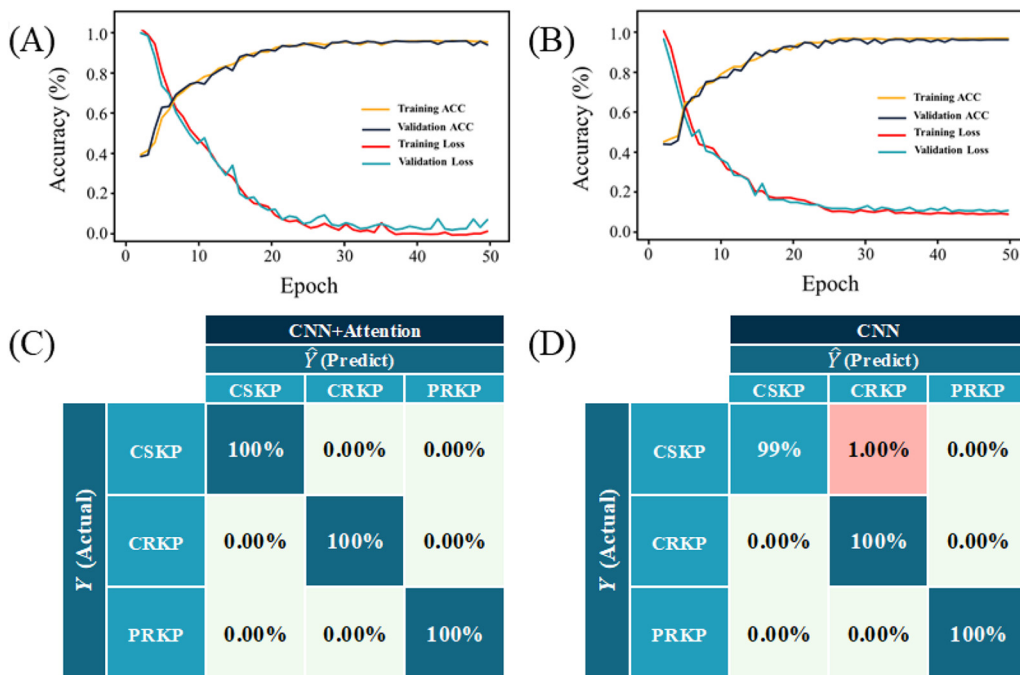 (A)
Accuracy (%)
1.0
0.8
0.6
0.4
0.2
0.0
Training ACC
Validation ACC
Training Loss
Validation Loss
0 10 20 30 40 50
Epoch
(B)
Accuracy (%)
1.0
0.8
0.6
0.4
0.2
0.0
Training ACC
Validation ACC
Training Loss
Validation Loss
0 10 20 30 40 50
Epoch
(C)
CNN+Attention
Ŷ (Predict)
CSKP CRKP PRKP
Y (Actual)
CSKP 100% 0.00% 0.00%
CRKP 0.00% 100% 0.00%
PRKP 0.00% 0.00% 100%
(D)
CNN
Ŷ (Predict)
CSKP CRKP PRKP
Y (Actual)
CSKP 99% 1.00% 0.00%
CRKP 0.00% 100% 0.00%
PRKP 0.00% 0.00% 100%